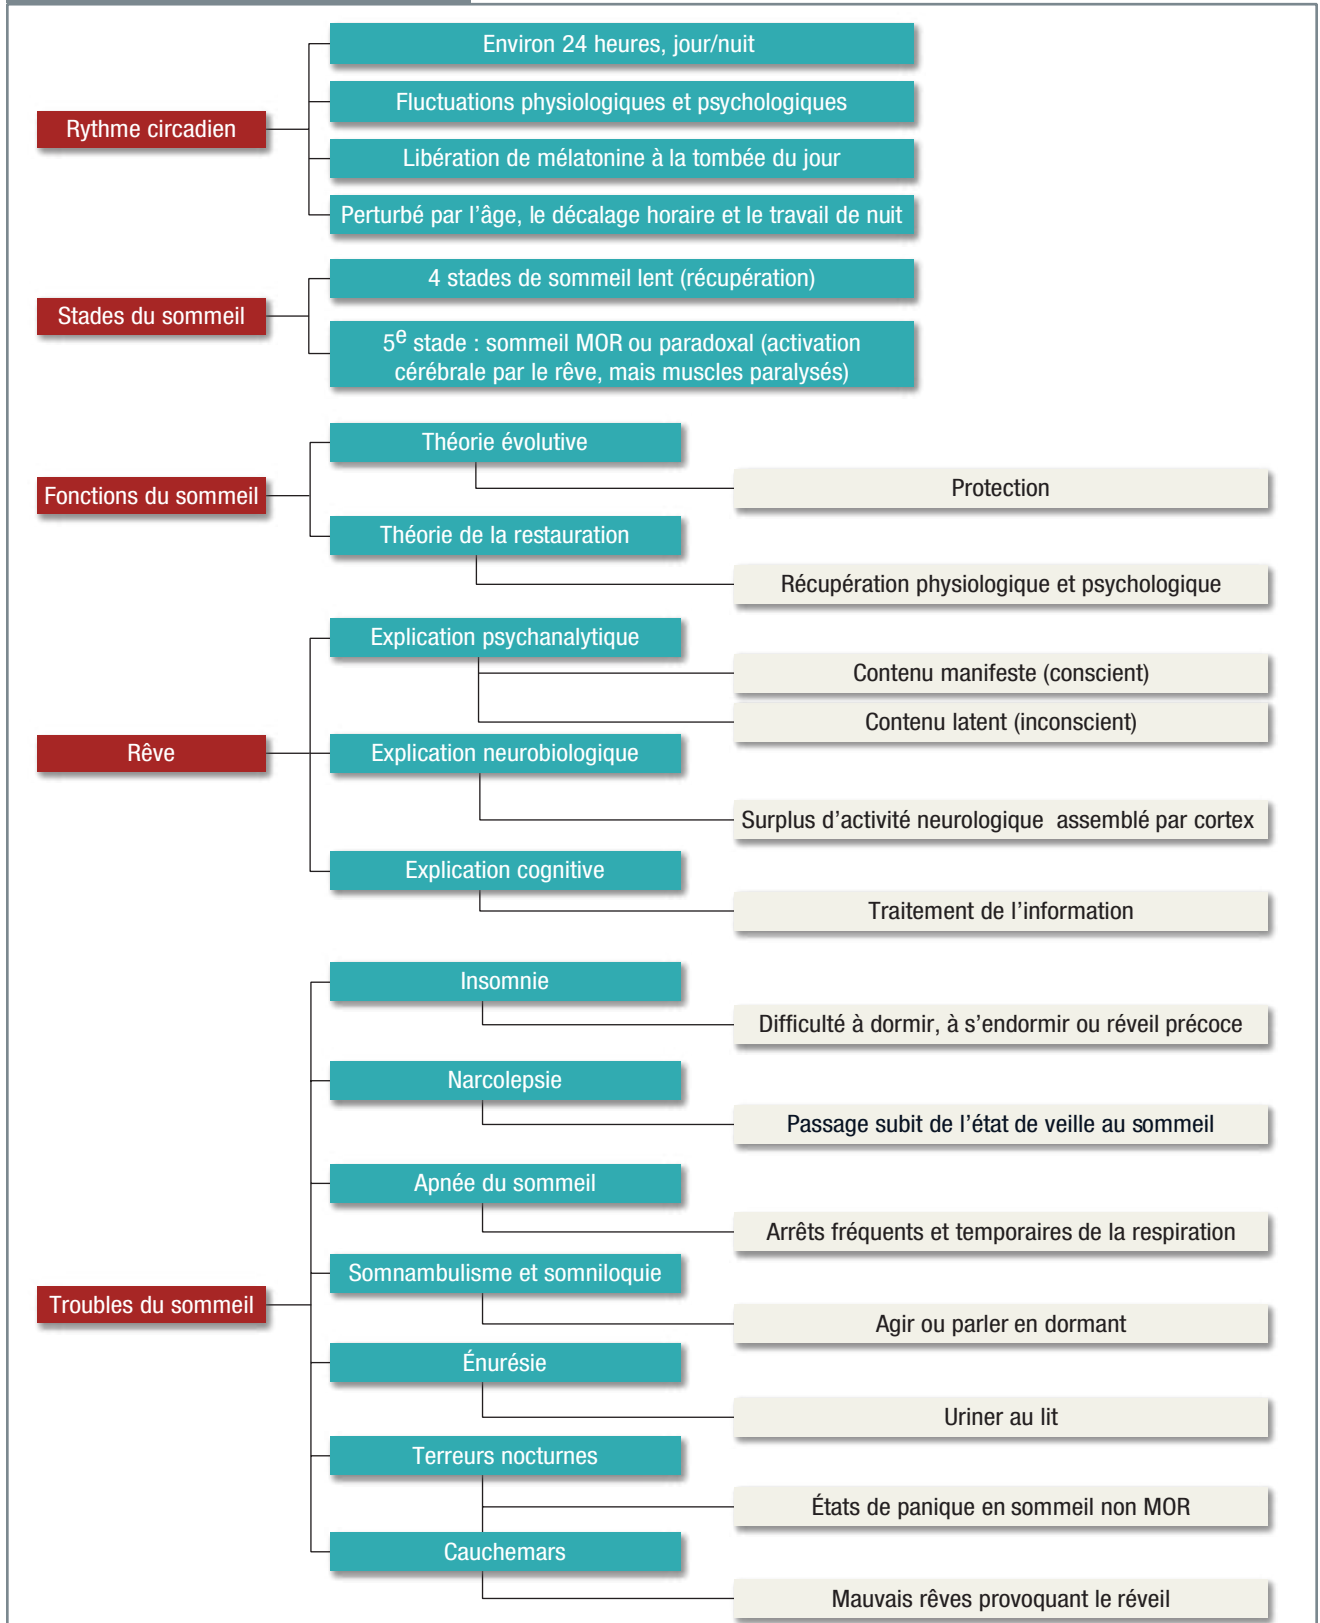 Rythme circadien
Environ 24 heures, jour/nuit
Fluctuations physiologiques et psychologiques
Libération de mélatonine à la tombée du jour
Perturbé par l’âge, le décalage horaire et le travail de nuit
Stades du sommeil
4 stades de sommeil lent (récupération)
5e stade : sommeil MOR ou paradoxal (activation
cérébrale par le rêve, mais muscles paralysés)
Fonctions du sommeil
Théorie évolutive
Protection
Théorie de la restauration
Récupération physiologique et psychologique
Rêve
Explication psychanalytique
Contenu manifeste (conscient)
Contenu latent (inconscient)
Explication neurobiologique
Surplus d’activité neurologique assemblé par cortex
Explication cognitive
Traitement de l’information
Troubles du sommeil
Insomnie
Difficulté à dormir, à s’endormir ou réveil précoce
Narcolepsie
Passage subit de l’état de veille au sommeil
Apnée du sommeil
Arrêts fréquents et temporaires de la respiration
Somnambulisme et somniloquie
Agir ou parler en dormant
Énurésie
Uriner au lit
Terreurs nocturnes
États de panique en sommeil non MOR
Cauchemars
Mauvais rêves provoquant le réveil